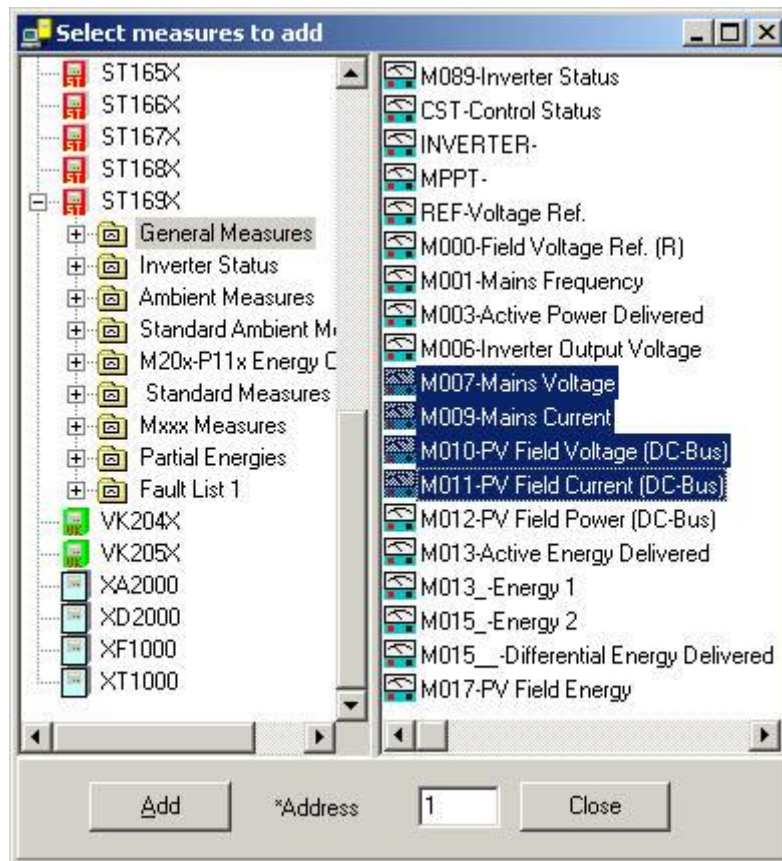 Select measures to add
ST165X
ST166X
ST167X
ST168X
ST169X
General Measures
Inverter Status
Ambient Measures
Standard Ambient
M20x-P11x Energy
Standard Measures
Mxxx Measures
Partial Energies
Fault List 1
VK204X
VK205X
XA2000
XD2000
XF1000
XT1000
M089-Inverter Status
CST-Control Status
INVERTER-
MPPT-
REF-Voltage Ref.
M000-Field Voltage Ref. (R)
M001-Mains Frequency
M003-Active Power Delivered
M006-Inverter Output Voltage
M007-Mains Voltage
M009-Mains Current
M010-PV Field Voltage (DC-Bus)
M011-PV Field Current (DC-Bus)
M012-PV Field Power (DC-Bus)
M013-Active Energy Delivered
M013_-Energy 1
M015_-Energy 2
M015__-Differential Energy Delivered
M017-PV Field Energy
Add *Address 1 Close